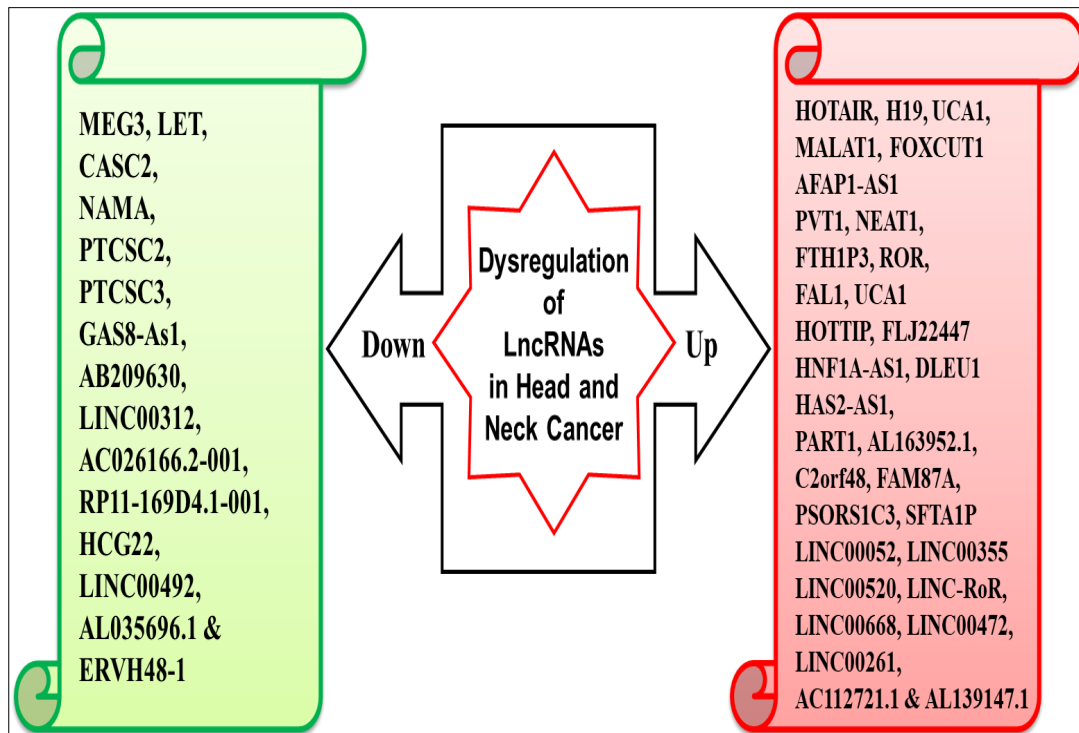 MEG3, LET,
CASC2,
NAMA,
PTCSC2,
PTCSC3,
GAS8-As1,
AB209630,
LINC00312,
AC026166.2-001,
RP11-169D4.1-001,
HCG22,
LINC00492,
AL035696.1 &
ERVH48-1
Down
Dysregulation
of
LncRNAs
in Head and
Neck Cancer
Up
HOTAIR, H19, UCA1,
MALAT1, FOXCUT1
AFAP1-AS1
PVT1, NEAT1,
FTH1P3, ROR,
FAL1, UCA1
HOTTIP, FLJ22447
HNF1A-AS1, DLEU1
HAS2-AS1,
PART1, AL163952.1,
C2orf48, FAM87A,
PSORS1C3, SFTA1P
LINC00052, LINC00355
LINC00520, LINC-RoR,
LINC00668, LINC00472,
LINC00261,
AC112721.1 & AL139147.1